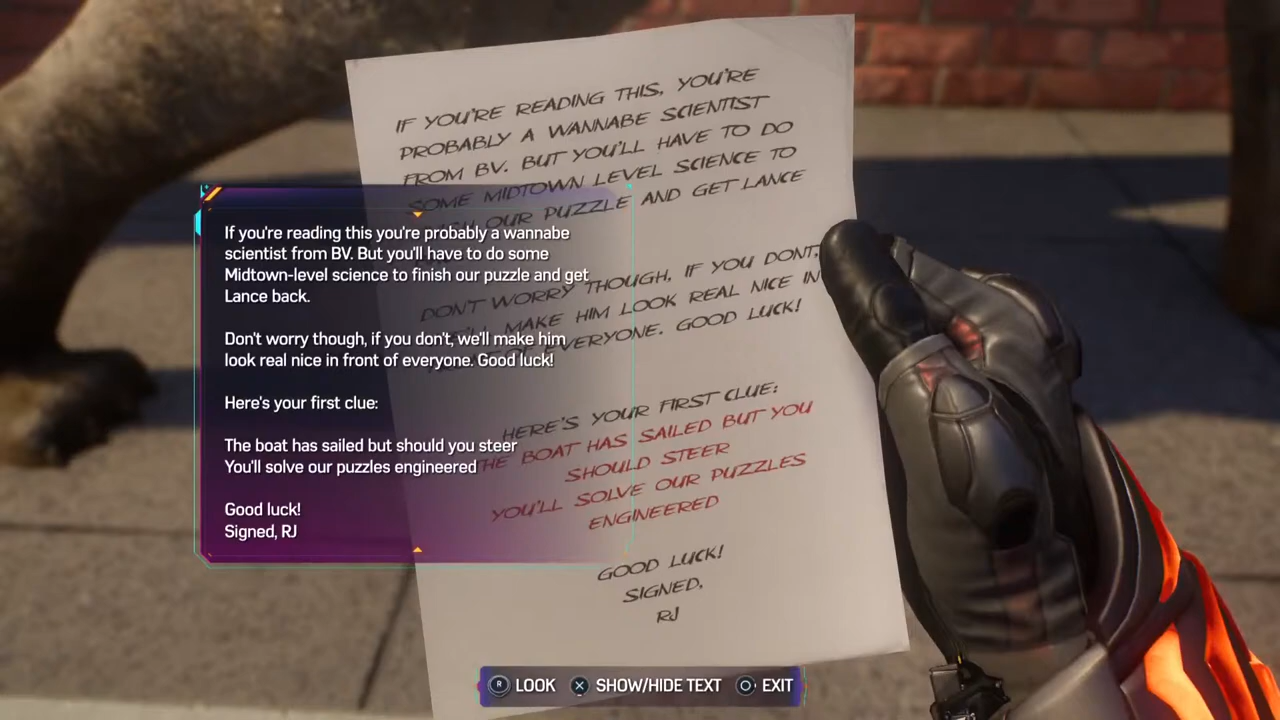 IF YOU'RE READING THIS, YOU'RE
PROBABLY A WANNABE SCIENTIST
FROM BV. BUT YOU'LL HAVE TO DO
SOME MIDTOWN LEVEL SCIENCE TO
OUR PUZZLE AND GET LANCE
DON'T WORRY THOUGH, IF YOU DONT,
MAKE HIM LOOK REAL NICE IN
OF EVERYONE. GOOD LUCK!
HERE'S YOUR FIRST CLUE:
THE BOAT HAS SAILED BUT YOU
SHOULD STEER
YOU'LL SOLVE OUR PUZZLES
ENGINEERED
GOOD LUCK!
SIGNED,
RJ
If you're reading this you're probably a wannabe
scientist from BV. But you'll have to do some
Midtown-level science to finish our puzzle and get
Lance back.
Don't worry though, if you don't, we'll make him
look real nice in front of everyone. Good luck!
Here's your first clue:
The boat has sailed but should you steer
You'll solve our puzzles engineered
Good luck!
Signed, RJ
R LOOK SHOW/HIDE TEXT EXIT